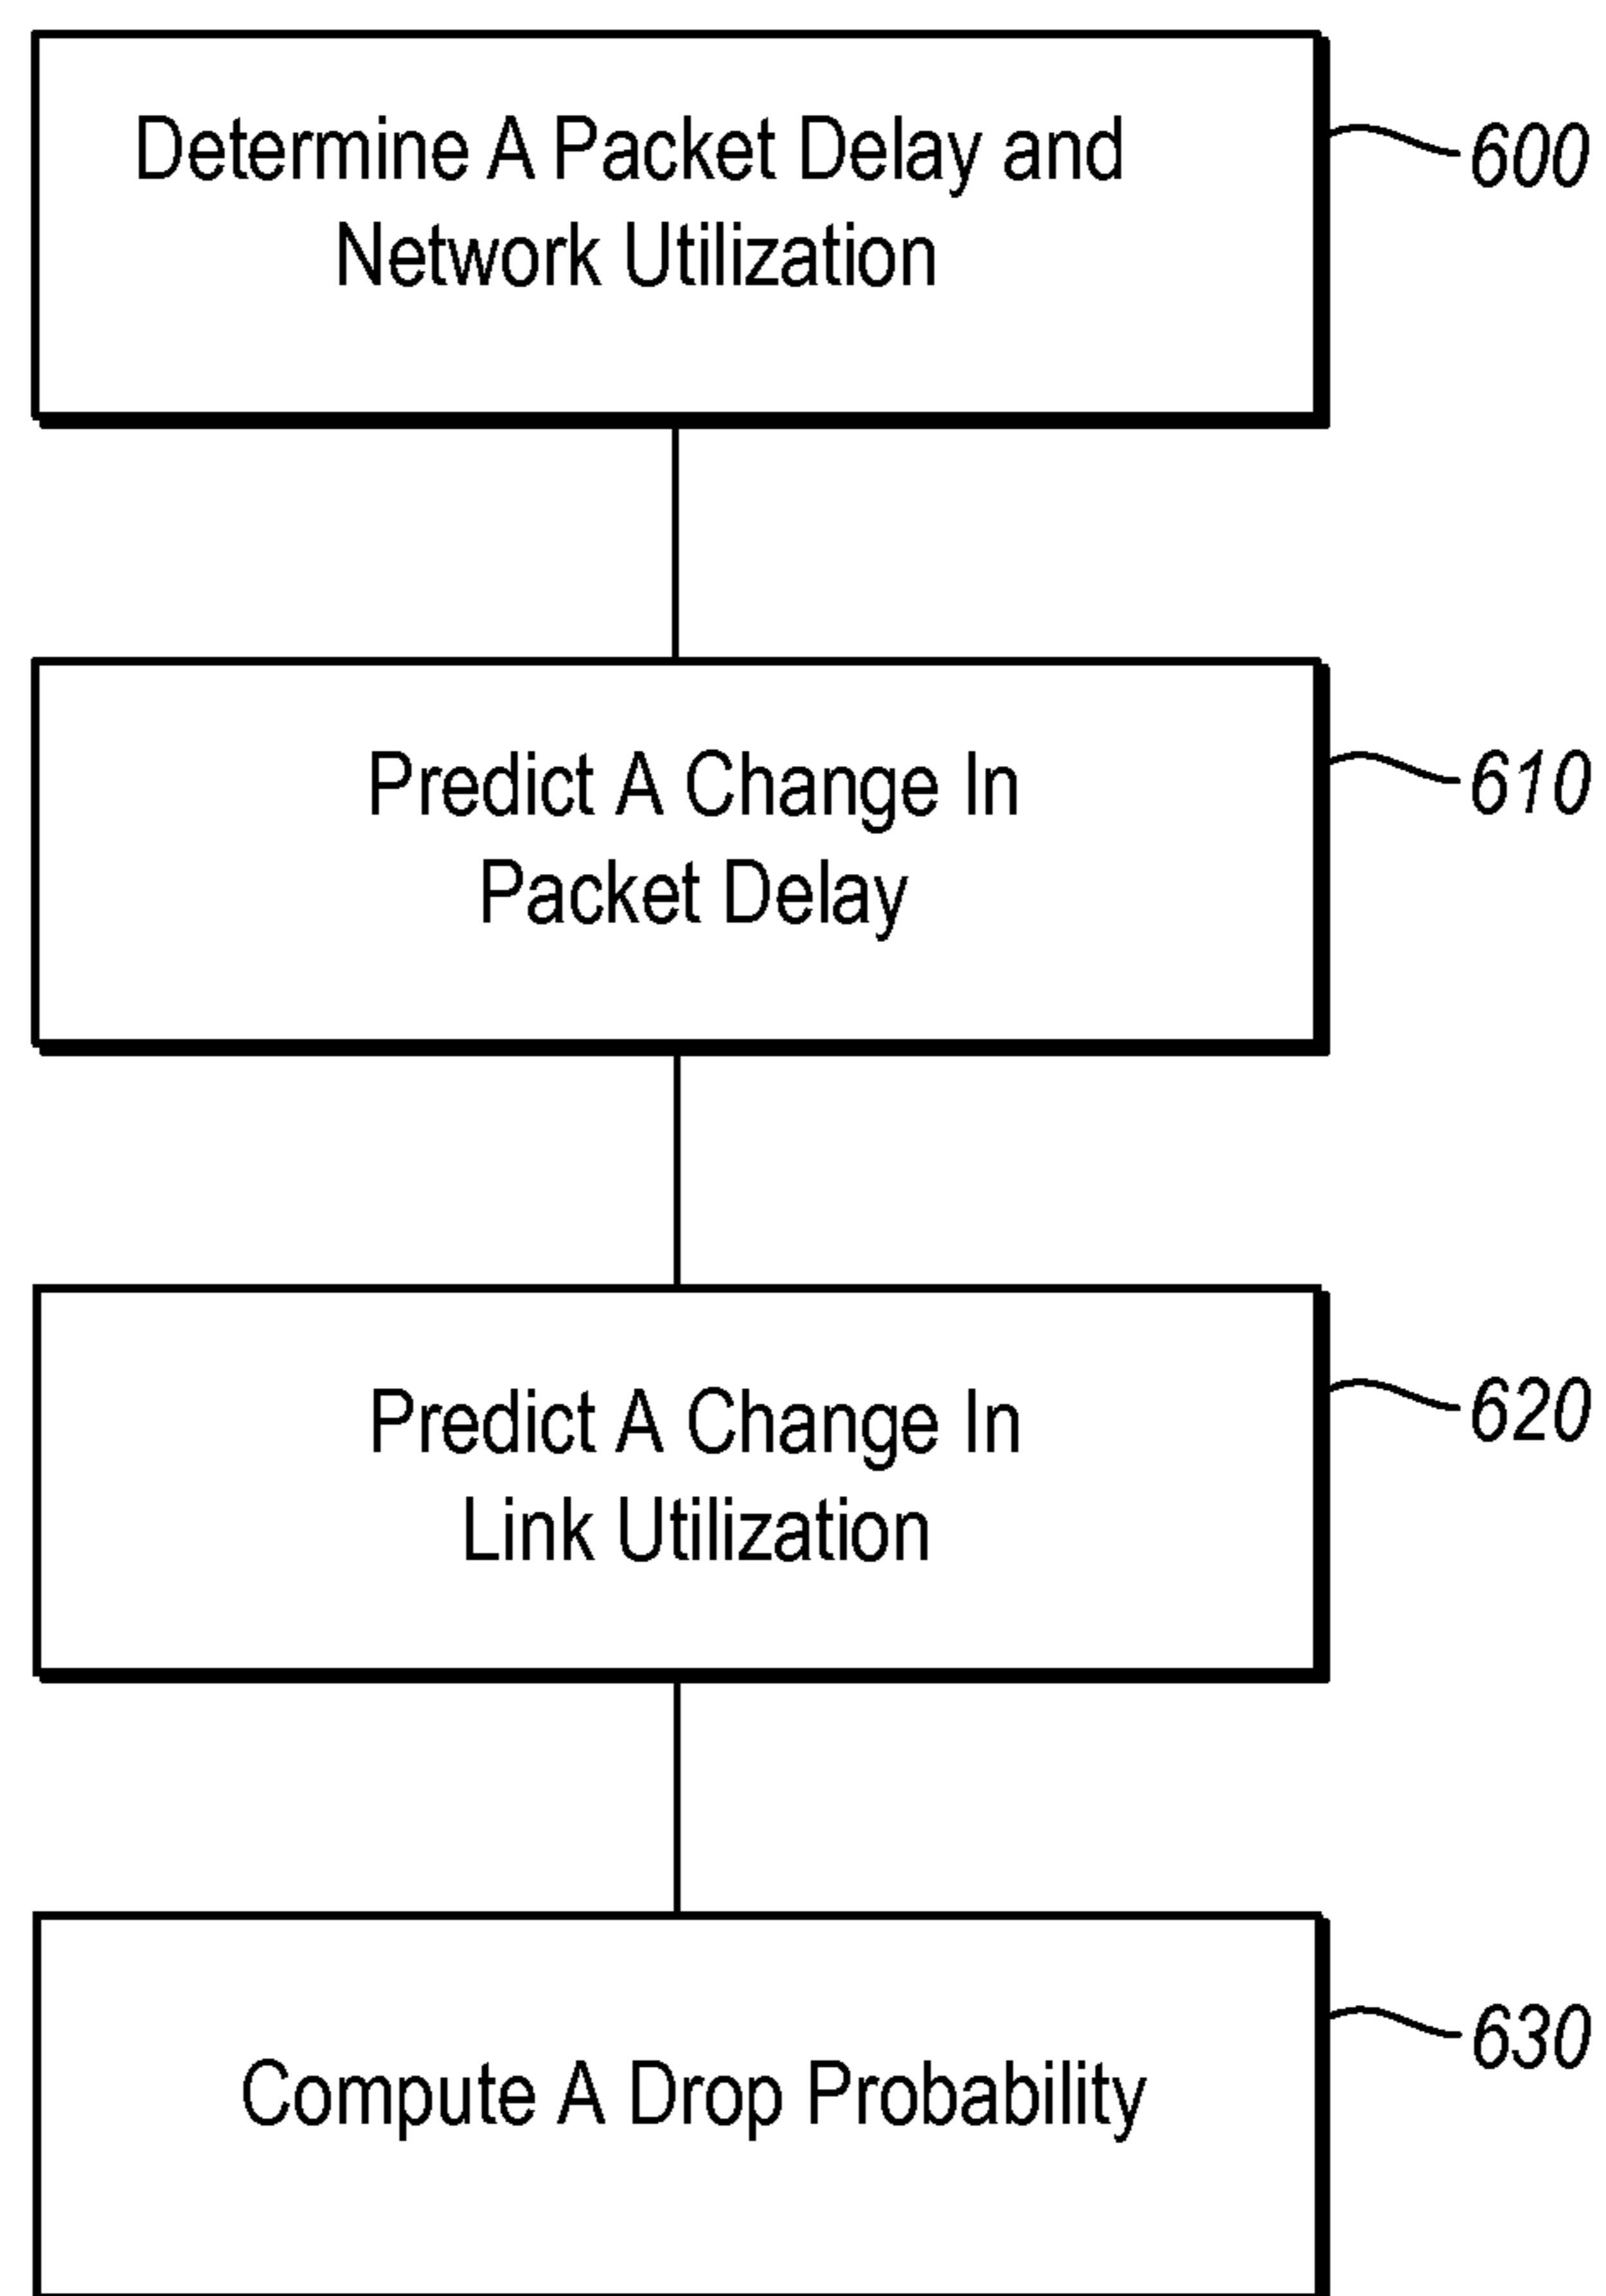 Determine A Packet Delay and
Network Utilization
600
Predict A Change In
Packet Delay
610
Predict A Change In
Link Utilization
620
Compute A Drop Probability
630